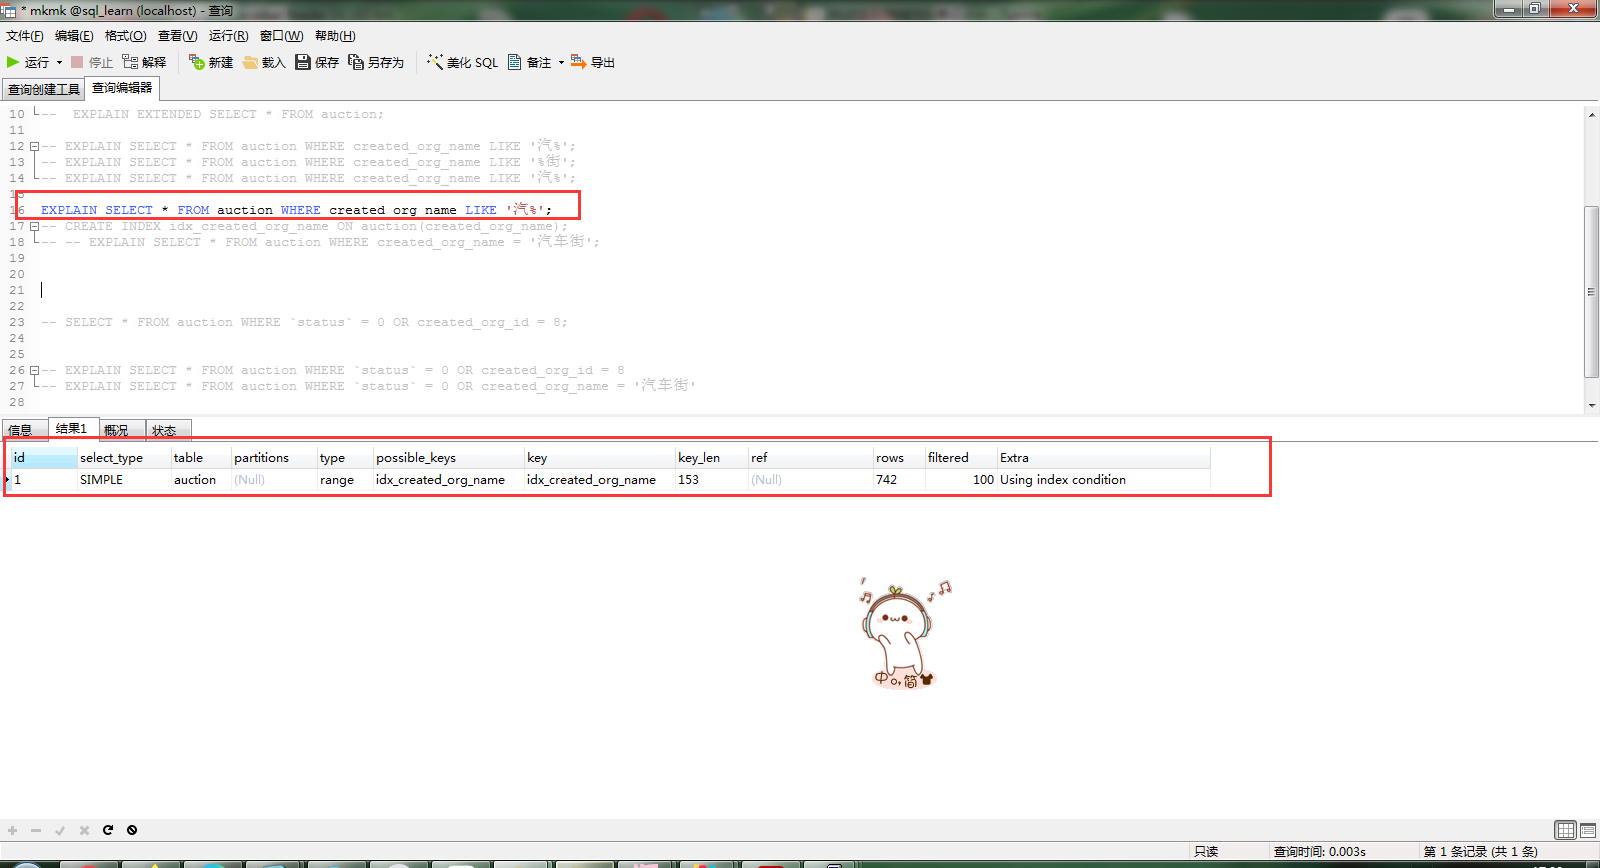 * mkmk @sql_learn (localhost) - 查询
文件(F) 编辑(E) 格式(O) 查看(V) 运行(R) 窗口(W) 帮助(H)
运行 停止 解释 新建 载入 保存 另存为 美化 SQL 备注 导出
查询创建工具 查询编辑器
10 -- EXPLAIN EXTENDED SELECT * FROM auction;
11
12 -- EXPLAIN SELECT * FROM auction WHERE created_org_name LIKE '汽%';
13 -- EXPLAIN SELECT * FROM auction WHERE created_org_name LIKE '%街';
14 -- EXPLAIN SELECT * FROM auction WHERE created_org_name LIKE '汽%';
15
16 EXPLAIN SELECT * FROM auction WHERE created_org_name LIKE '汽%';
17 -- CREATE INDEX idx_created_org_name ON auction(created_org_name);
18 -- -- EXPLAIN SELECT * FROM auction WHERE created_org_name = '汽车街';
19
20
21
22
23 -- SELECT * FROM auction WHERE `status` = 0 OR created_org_id = 8;
24
25
26 -- EXPLAIN SELECT * FROM auction WHERE `status` = 0 OR created_org_id = 8
27 -- EXPLAIN SELECT * FROM auction WHERE `status` = 0 OR created_org_name = '汽车街'
28
信息 结果1 概况 状态
id select_type table partitions type possible_keys key key_len ref rows filtered Extra
1 SIMPLE auction (Null) range idx_created_org_name idx_created_org_name 153 (Null) 742 100 Using index condition
中 简
只读 查询时间: 0.003s 第 1 条记录 (共 1 条)